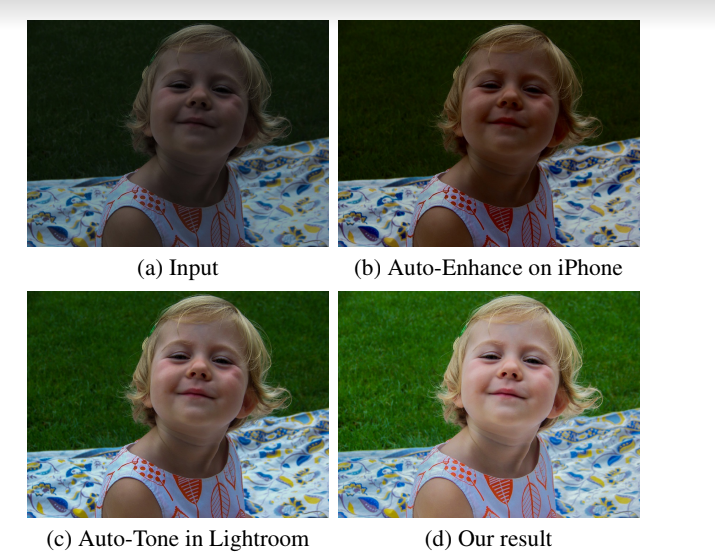 (a) Input
(b) Auto-Enhance on iPhone
(c) Auto-Tone in Lightroom
(d) Our result